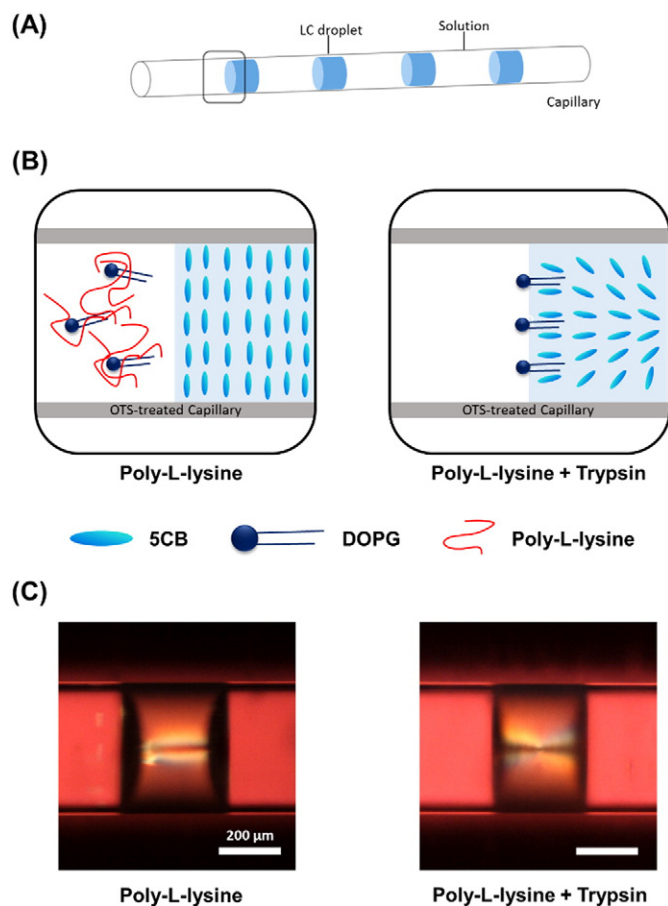 (A)
LC droplet
Solution
Capillary
(B)
OTS-treated Capillary
OTS-treated Capillary
Poly-L-lysine
Poly-L-lysine + Trypsin
5CB
DOPG
Poly-L-lysine
(C)
200 µm
Poly-L-lysine
Poly-L-lysine + Trypsin